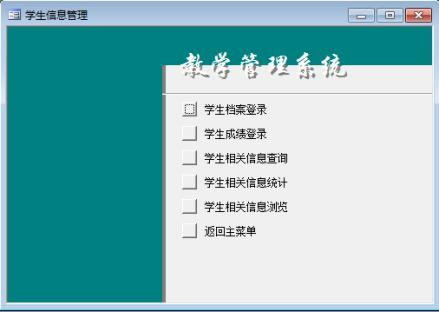 学生信息管理
教学管理系统
学生档案登录
学生成绩登录
学生相关信息查询
学生相关信息统计
学生相关信息浏览
返回主菜单